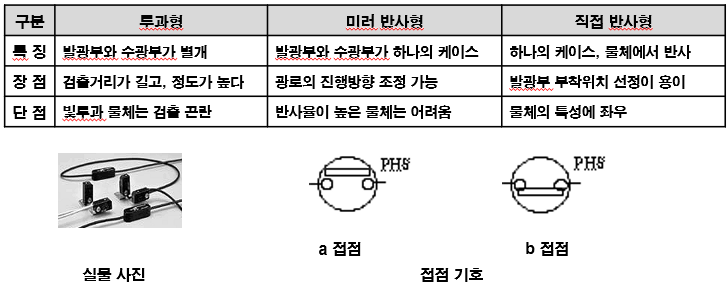 구분 투과형 미러 반사형 직접 반사형
특 징 발광부와 수광부가 별개 발광부와 수광부가 하나의 케이스 하나의 케이스, 물체에서 반사
장 점 검출거리가 길고, 정도가 높다 광로의 진행방향 조정 가능 발광부 부착위치 선정이 용이
단 점 빛투과 물체는 검출 곤란 반사율이 높은 물체는 어려움 물체의 특성에 좌우
PHS PHS
a 접점 b 접점
실물 사진 접점 기호